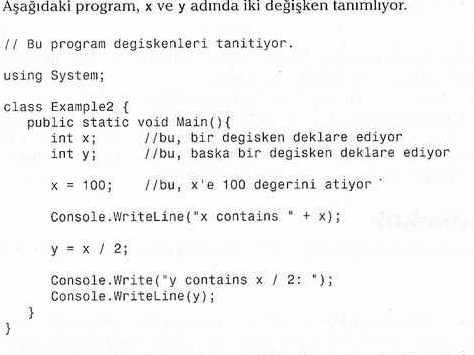 Aşağıdaki program, x ve y adında iki değişken tanımlıyor.
// Bu program degiskenleri tanitiyor.
using System;
class Example2 {
public static void Main(){
int x; //bu, bir degisken deklare ediyor
int y; //bu, baska bir degisken deklare ediyor
x = 100; //bu, x'e 100 degerini atiyor
Console.WriteLine("x contains " + x);
y = x / 2;
Console.Write("y contains x / 2: ");
Console.WriteLine(y);
}
}